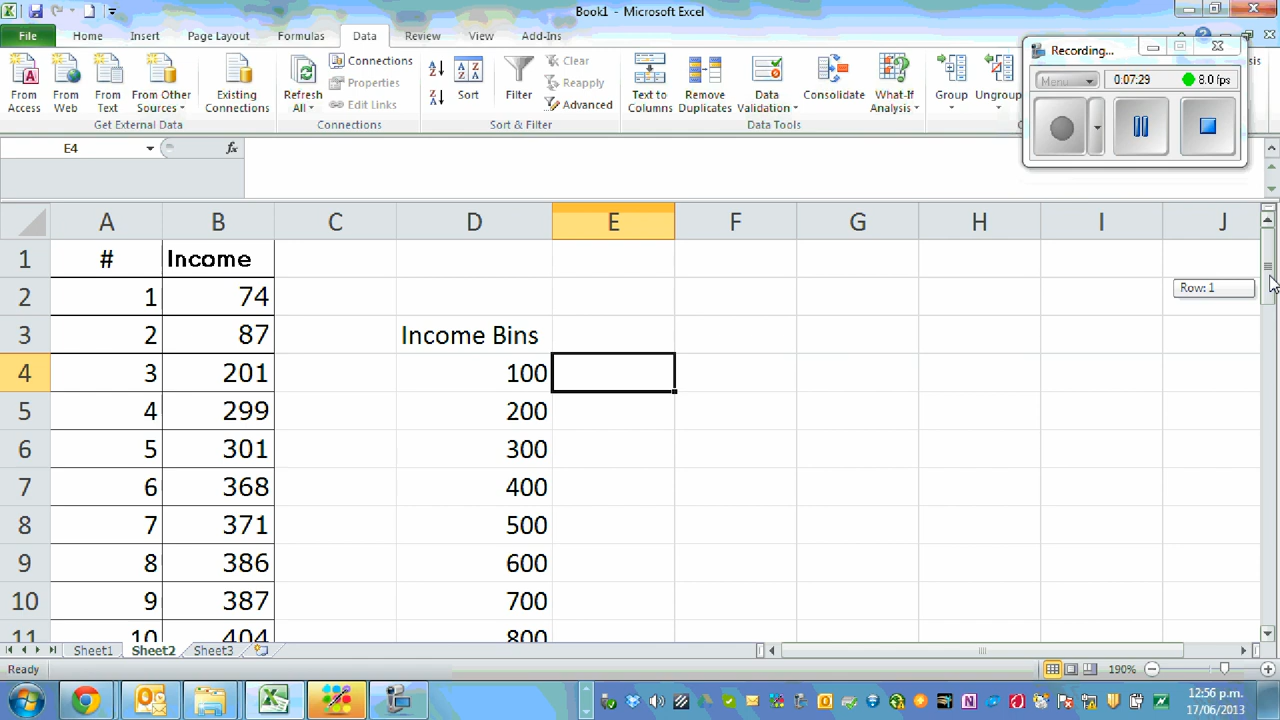 Book1 - Microsoft Excel
File Home Insert Page Layout Formulas Data Review View Add-Ins
Recording...
Menu 0:07:29 8.0 fps
From Access
From Web
From Text
From Other Sources
Existing Connections
Refresh All
Connections
Properties
Edit Links
Sort
Filter
Clear
Reapply
Advanced
Text to Columns
Remove Duplicates
Data Validation
Consolidate
What-If Analysis
Group
Ungroup
Get External Data Connections Sort & Filter Data Tools
E4 fx
A B C D E F G H I J
1 # Income
2 1 74
Row: 1
3 2 87 Income Bins
4 3 201 100
5 4 299 200
6 5 301 300
7 6 368 400
8 7 371 500
9 8 386 600
10 9 387 700
11 10 404 800
Sheet1 Sheet2 Sheet3
Ready 190%
12:56 p.m.
17/06/2013